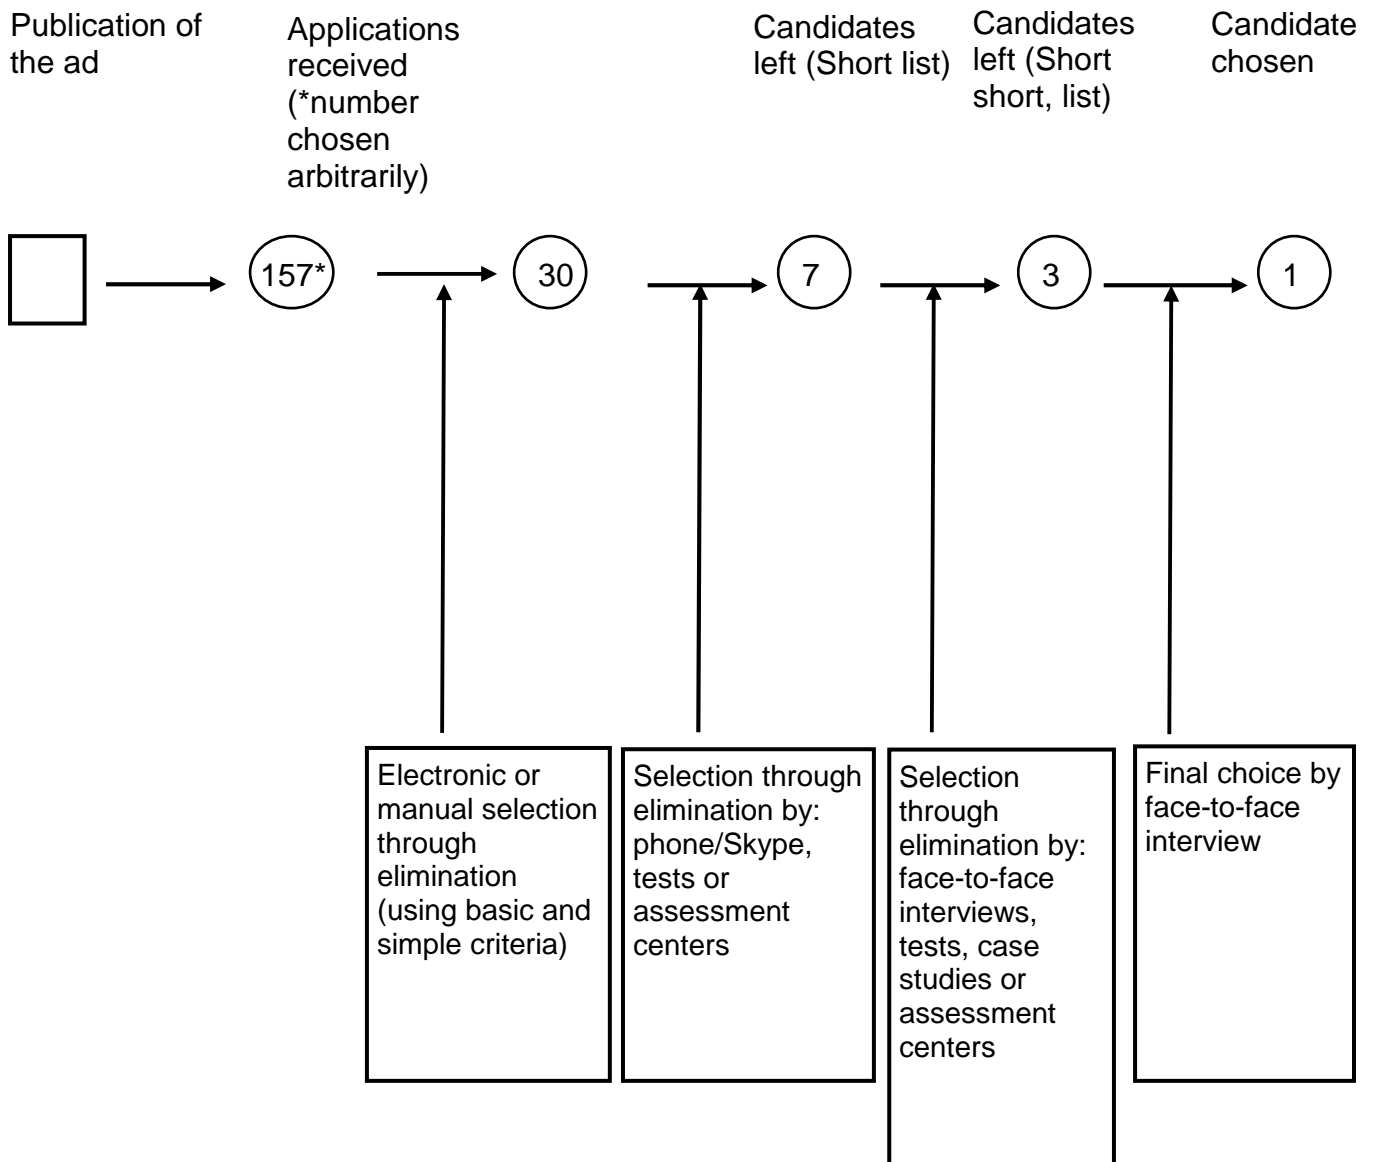 Publication of
the ad
Applications
received
(*number
chosen
arbitrarily)
Candidates
left (Short list)
Candidates
left (Short
short, list)
Candidate
chosen
157*
30
7
3
1
Electronic or
manual selection
through
elimination
(using basic and
simple criteria)
Selection through
elimination by:
phone/Skype,
tests or
assessment
centers
Selection
through
elimination by:
face-to-face
interviews,
tests, case
studies or
assessment
centers
Final choice by
face-to-face
interview